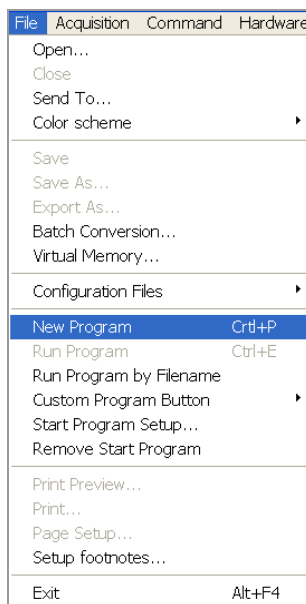 File Acquisition Command Hardware
Open...
Close
Send To...
Color scheme
Save
Save As...
Export As...
Batch Conversion...
Virtual Memory...
Configuration Files
New Program Crtl+P
Run Program Ctrl+E
Run Program by Filename
Custom Program Button
Start Program Setup...
Remove Start Program
Print Preview...
Print...
Page Setup...
Setup footnotes...
Exit Alt+F4